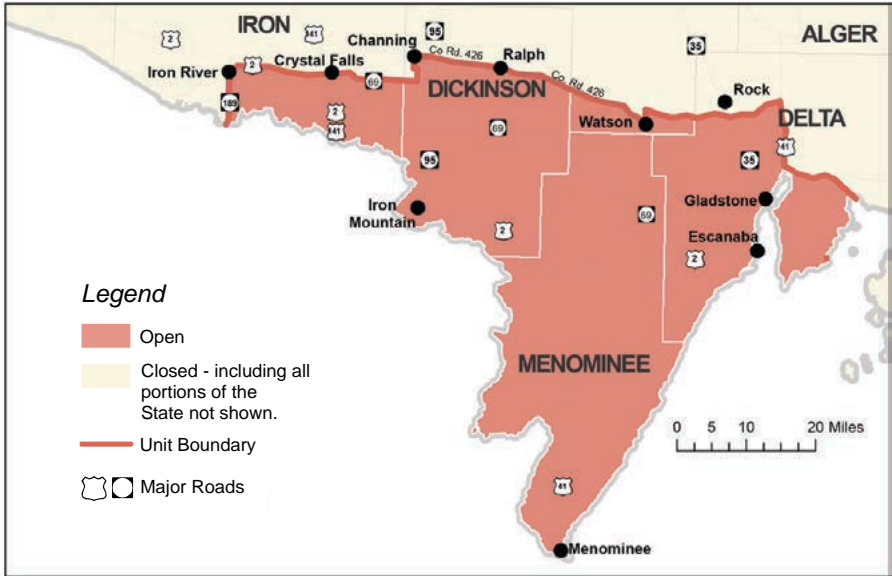 IRON
ALGER
2
141
95
35
Channing
Co Rd. 426
Ralph
Iron River
2
Crystal Falls
69
DICKINSON
Co. Rd. 426
Rock
189
2
141
69
Watson
DELTA
41
95
35
Iron
Mountain
69
Gladstone
2
Escanaba
2
Legend
Open
Closed - including all
portions of the
State not shown.
Unit Boundary
Major Roads
MENOMINEE
0 5 10 20 Miles
41
Menominee